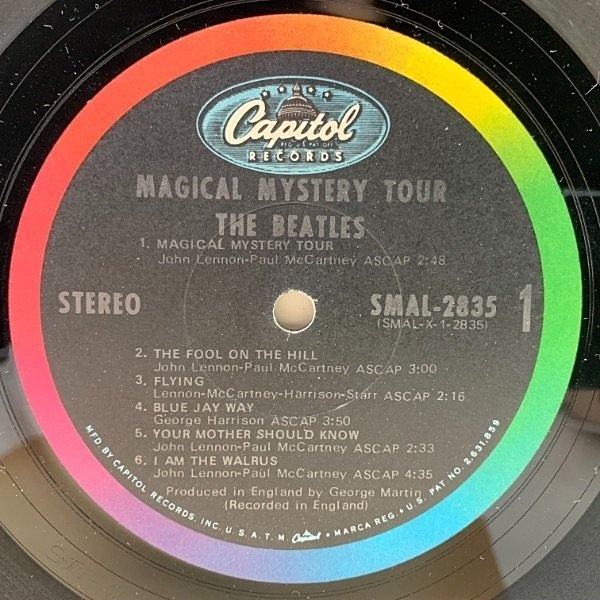 Capitol
REG. U.S. PAT. OFF.
RECORDS
MAGICAL MYSTERY TOUR
THE BEATLES
1. MAGICAL MYSTERY TOUR
John Lennon-Paul McCartney ASCAP 2:48
STEREO
SMAL-2835 1
(SMAL-X-1-2835)
2. THE FOOL ON THE HILL
John Lennon-Paul McCartney ASCAP 3:00
3. FLYING
Lennon-McCartney-Harrison-Starr ASCAP 2:16
4. BLUE JAY WAY
George Harrison ASCAP 3:50
5. YOUR MOTHER SHOULD KNOW
John Lennon-Paul McCartney ASCAP 2:33
6. I AM THE WALRUS
John Lennon-Paul McCartney ASCAP 4:35
Produced in England by George Martin
(Recorded in England)
MFD. BY CAPITOL RECORDS, INC. U.S.A. T.M. Capitol • MARCA REG. • U.S. PAT. NO. 2,631,859